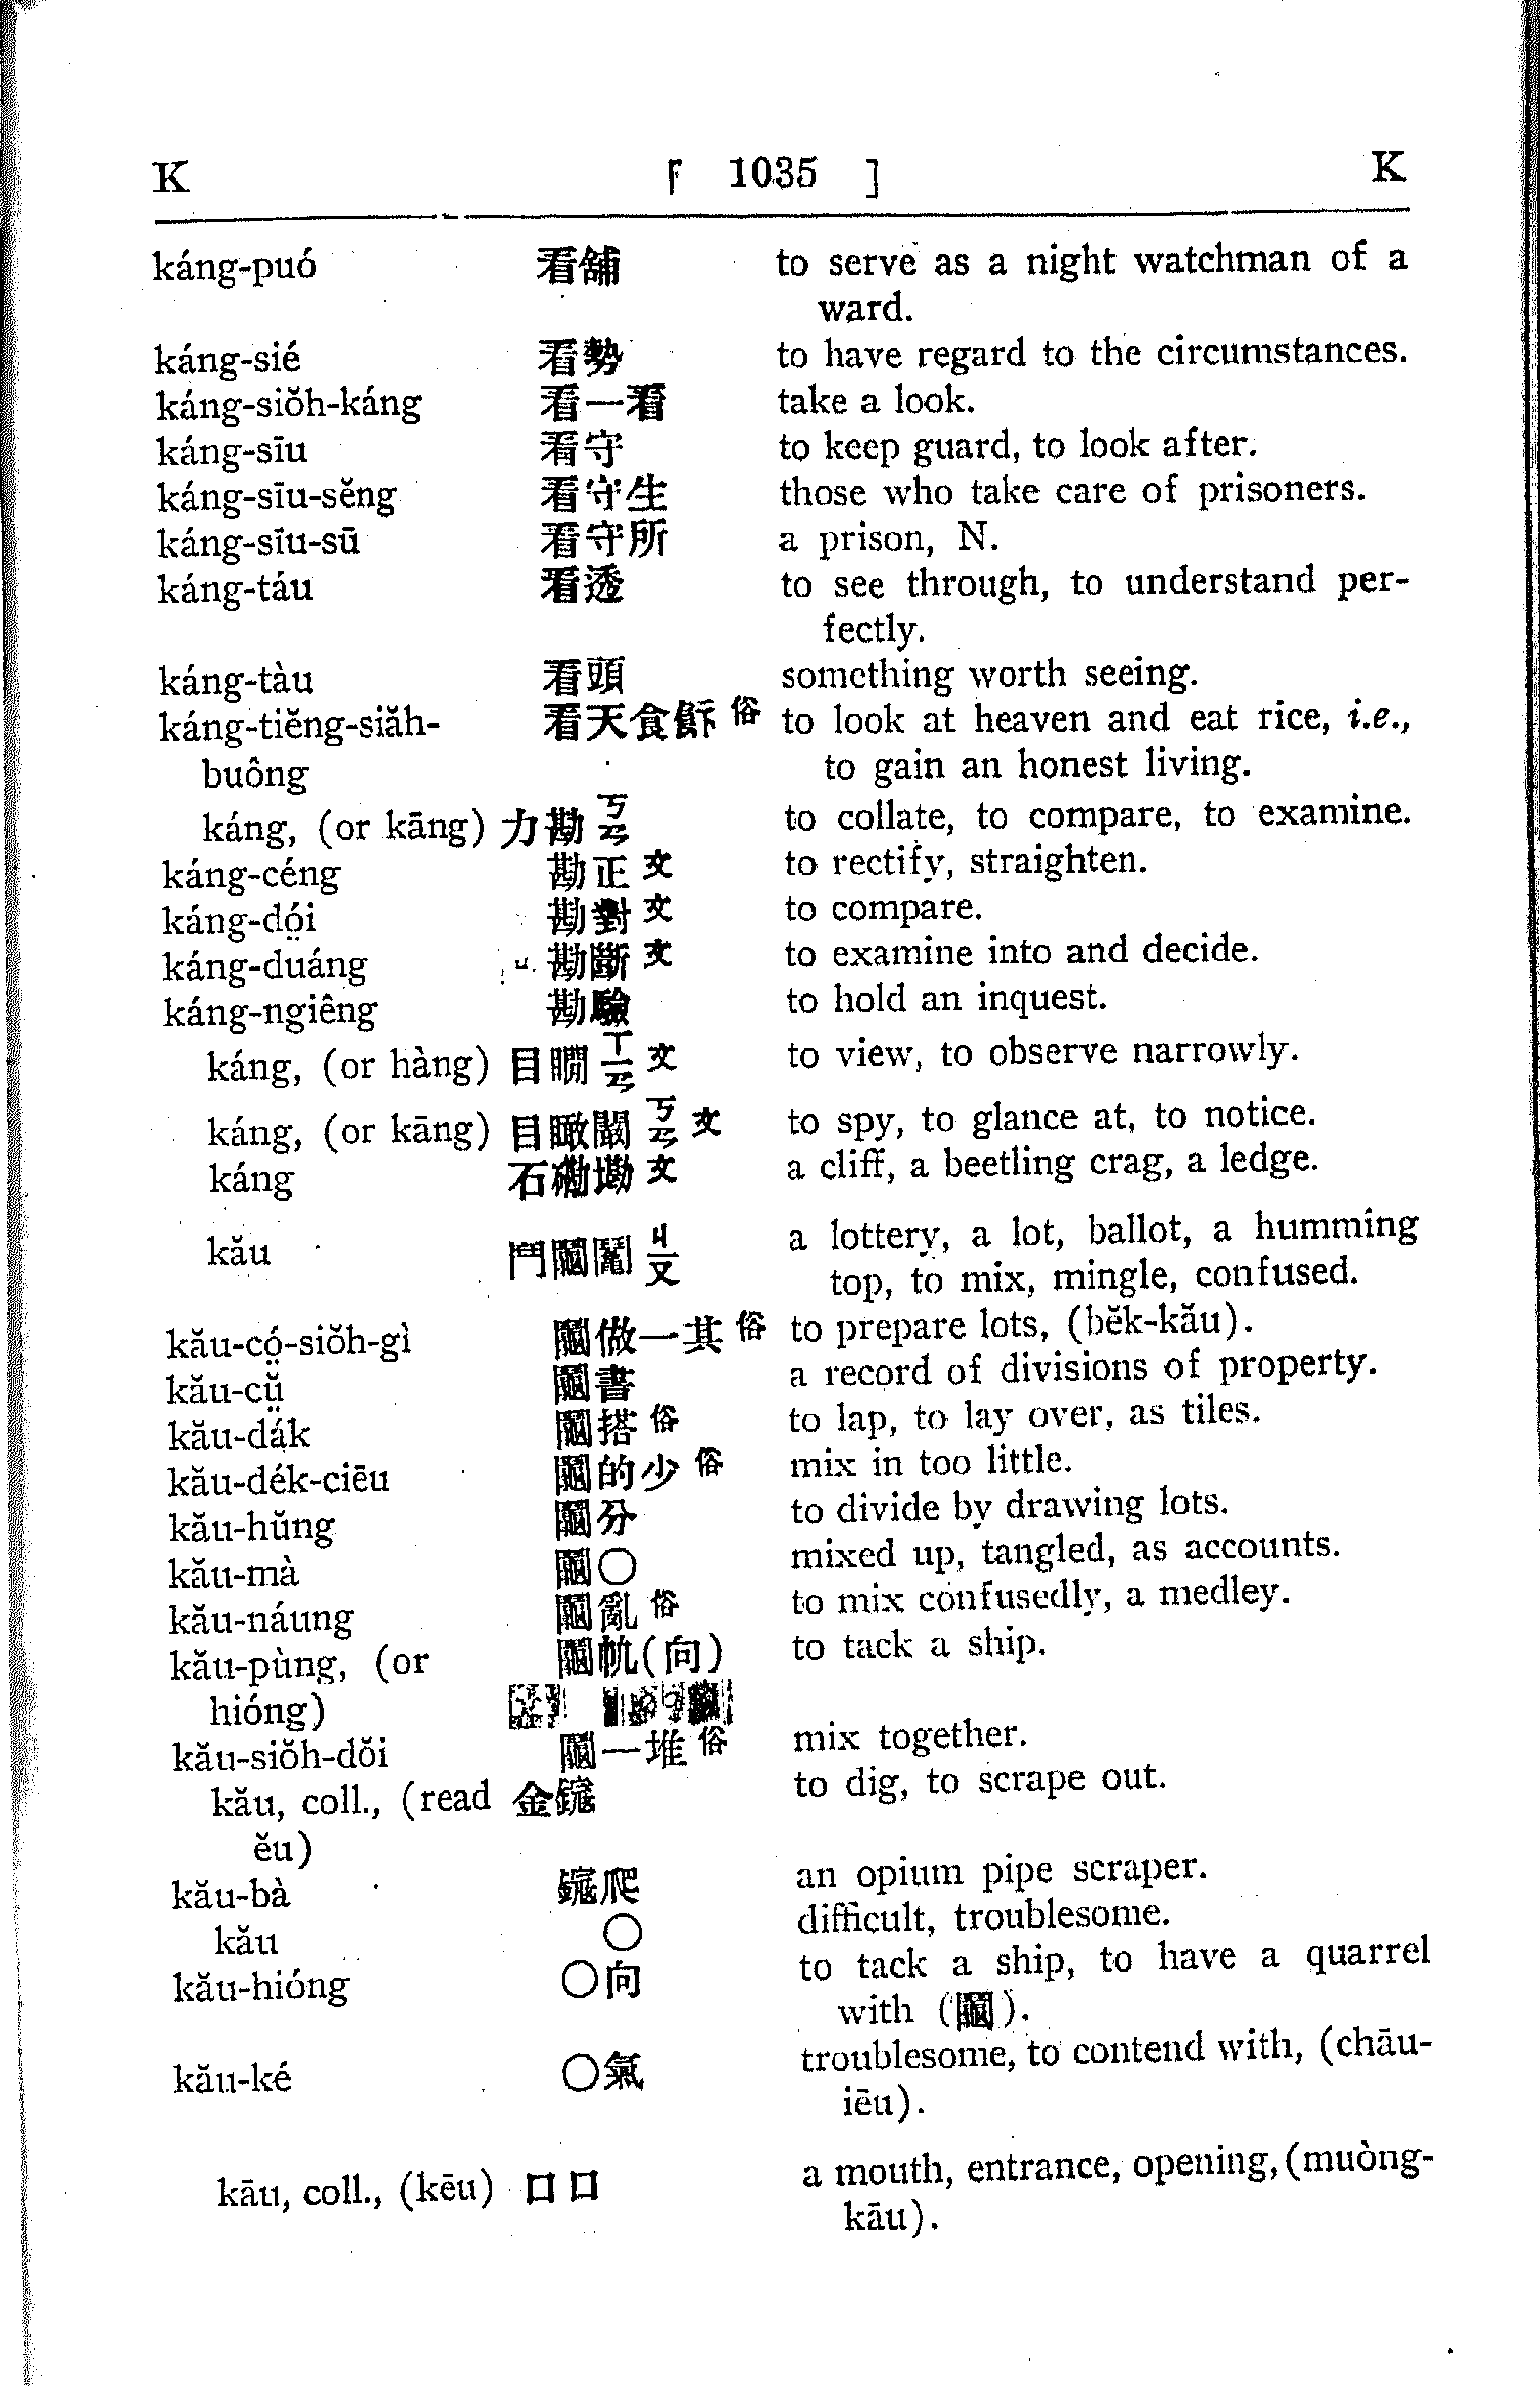 K [ 1035 ] K
káng-puó 看舖 to serve as a night watchman of a
ward.
káng-sié 看勢 to have regard to the circumstances.
káng-siŏh-káng 看一看 take a look.
káng-sīu 看守 to keep guard, to look after.
káng-sīu-sĕng 看守生 those who take care of prisoners.
káng-sīu-sū 看守所 a prison, N.
káng-táu 看透 to see through, to understand per-
fectly.
káng-tàu 看頭 something worth seeing.
káng-tiĕng-siăh- 看天食 俗 to look at heaven and eat rice, i.e.,
buông to gain an honest living.
káng, (or kāng) 力勘 ㄎㄢ to collate, to compare, to examine.
káng-céng 勘正 文 to rectify, straighten.
káng-dó̤i 勘對 文 to compare.
káng-duáng 勘斷 文 to examine into and decide.
káng-ngiêng 勘驗 to hold an inquest.
káng, (or hàng) 目瞯 ㄒㄧㄢ 文 to view, to observe narrowly.
káng, (or kāng) 目瞰闞 ㄎㄢ 文 to spy, to glance at, to notice.
káng 石磡墈 文 a cliff, a beetling crag, a ledge.
kău 鬥鬮 ㄐㄧㄡ a lottery, a lot, ballot, a humming
top, to mix, mingle, confused.
kău-có̤-siŏh-gì 鬮做一其 俗 to prepare lots, (bĕk-kău).
kău-cṳ̆ 鬮書 a record of divisions of property.
kău-dá̤k 鬮搭 俗 to lap, to lay over, as tiles.
kău-dék-ciēu 鬮的少 俗 mix in too little.
kău-hŭng 鬮分 to divide by drawing lots.
kău-mà 鬮〇 mixed up, tangled, as accounts.
kău-náung 鬮亂 俗 to mix confusedly, a medley.
kău-pùng, (or 鬮帆(向) to tack a ship.
hióng)
kău-siŏh-dŏi 鬮一堆 俗 mix together.
kău, coll., (read 金 to dig, to scrape out.
ĕu)
kău-bà 爬 an opium pipe scraper.
kău 〇 difficult, troublesome.
kău-hióng 〇向 to tack a ship, to have a quarrel
with (鬮).
kău-ké 〇氣 troublesome, to contend with, (chāu-
iēu).
kāu, coll., (kēu) 口口 a mouth, entrance, opening, (muòng-
kāu).